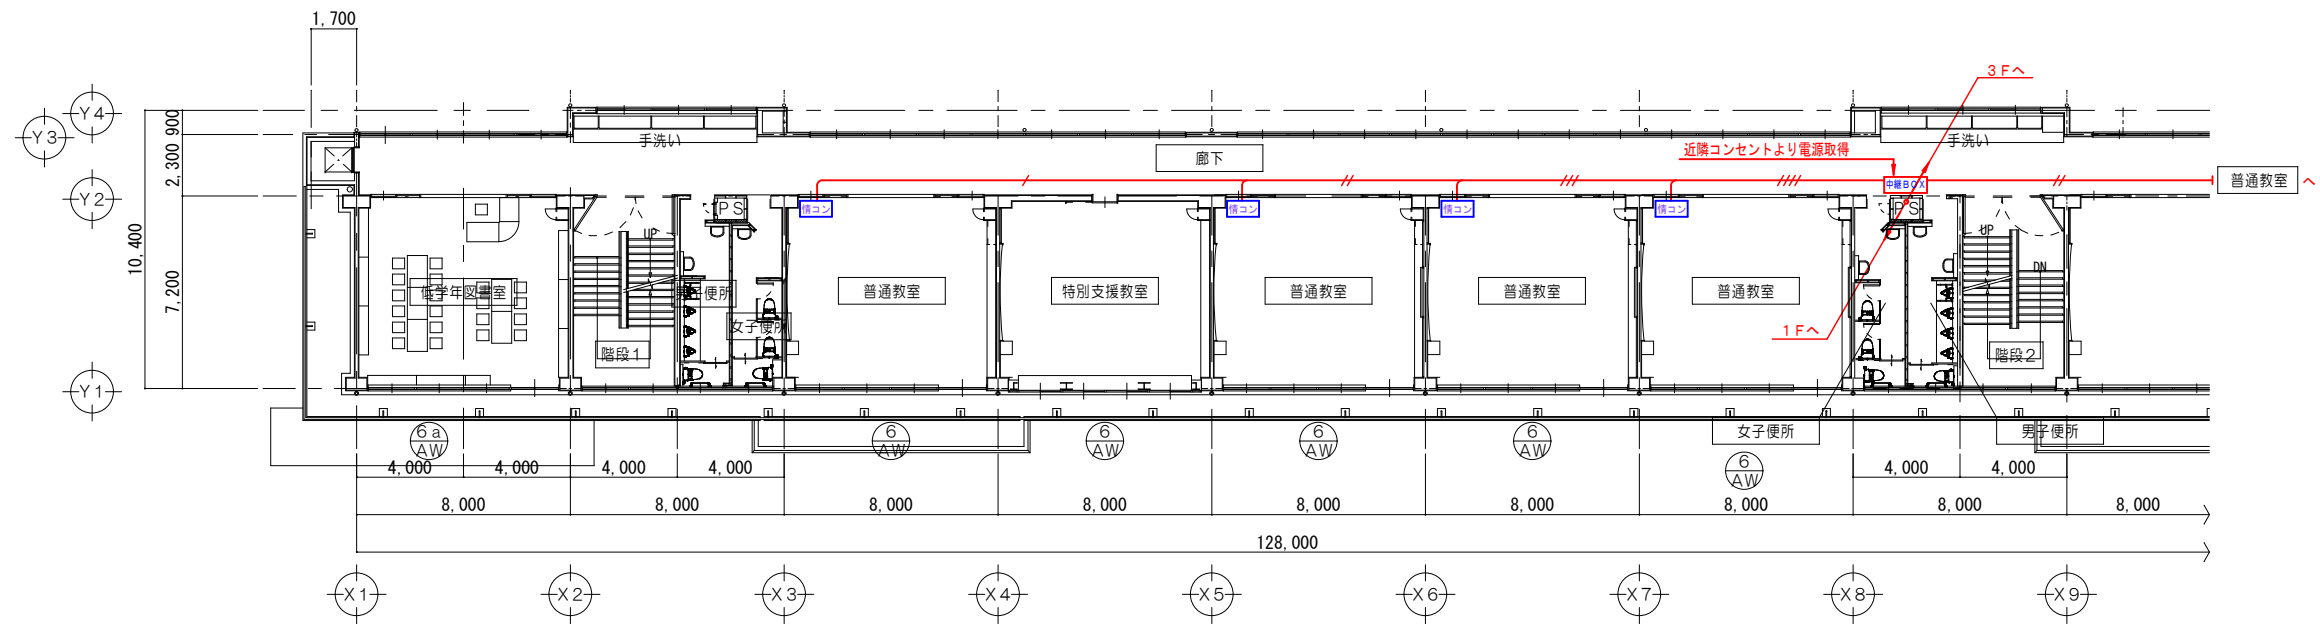 1,700
3Fへ
Y4
Y3
900
手洗い
手洗い
2,300
廊下
近隣コンセントより電源取得
中継BOX
普通教室 へ
Y2
情コン
情コン
情コン
情コン
PS
PS
UP
UP
DN
10,400
7,200
低学年図書室
男子便所
女子便所
普通教室
特別支援教室
普通教室
普通教室
普通教室
1Fへ
階段1
階段2
Y1
6a
AW
6
AW
6
AW
6
AW
6
AW
6
AW
女子便所
男子便所
4,000
4,000
4,000
4,000
4,000
4,000
8,000
8,000
8,000
8,000
8,000
8,000
8,000
8,000
8,000
128,000
X1
X2
X3
X4
X5
X6
X7
X8
X9